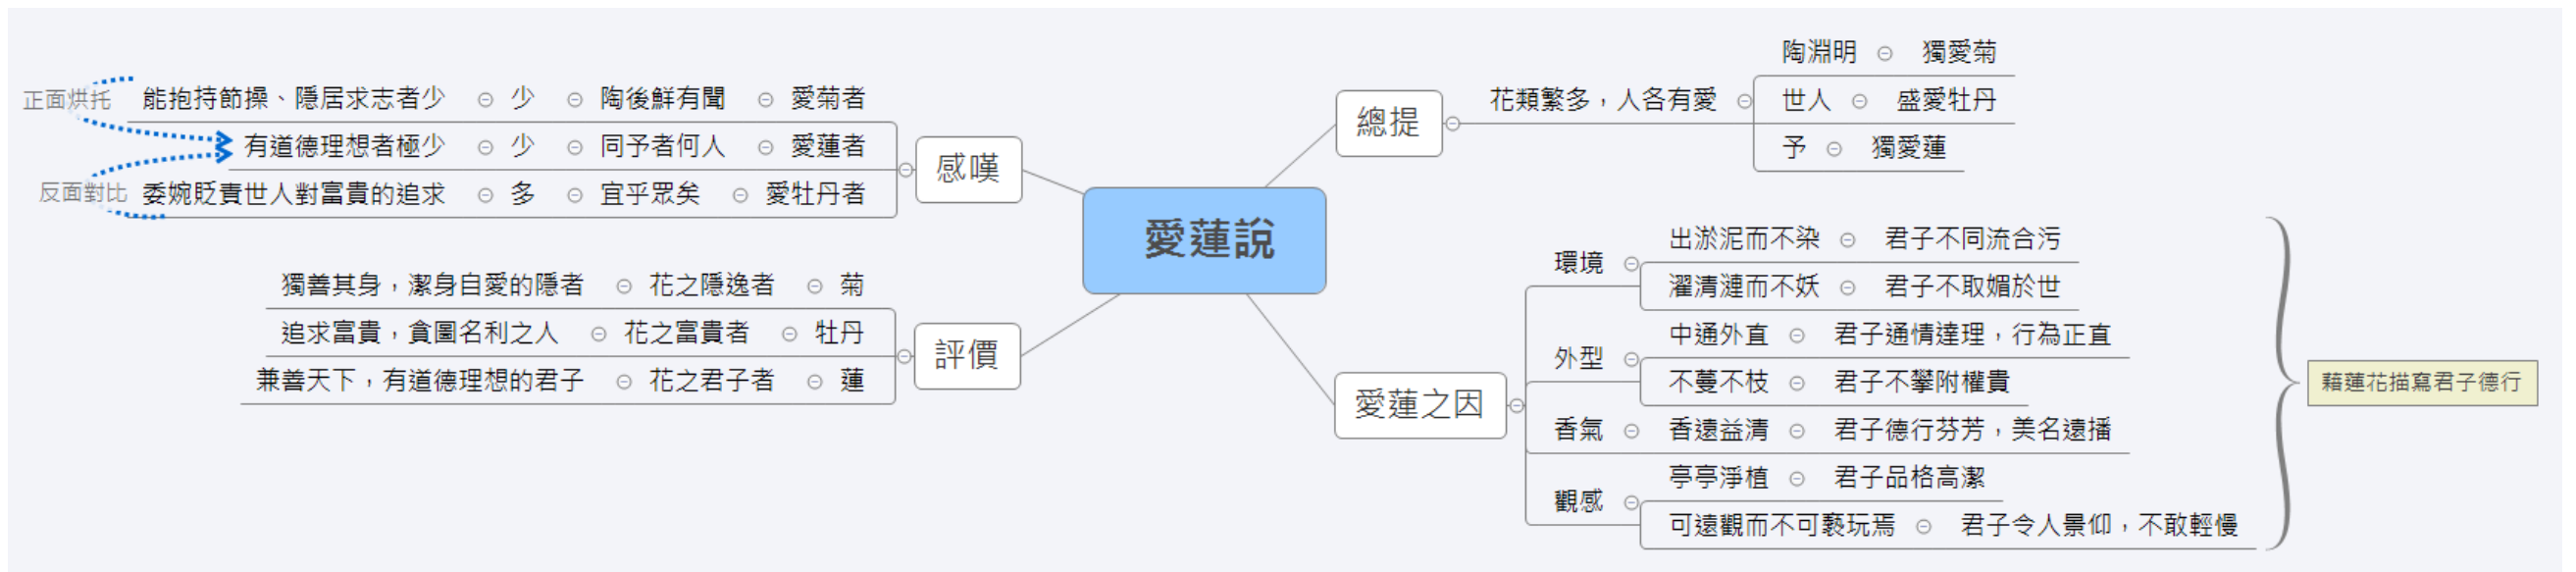 愛蓮說
總提
花類繁多，人各有愛
陶淵明 獨愛菊
世人 盛愛牡丹
予 獨愛蓮
愛蓮之因
環境
出淤泥而不染 君子不同流合污
濯清漣而不妖 君子不取媚於世
外型
中通外直 君子通情達理，行為正直
不蔓不枝 君子不攀附權貴
香氣 香遠益清 君子德行芬芳，美名遠播
觀感
亭亭淨植 君子品格高潔
可遠觀而不可褻玩焉 君子令人景仰，不敢輕慢
藉蓮花描寫君子德行
感嘆
正面烘托 能抱持節操、隱居求志者少 少 陶後鮮有聞 愛菊者
有道德理想者極少 少 同予者何人 愛蓮者
反面對比 委婉貶責世人對富貴的追求 多 宜乎眾矣 愛牡丹者
評價
獨善其身，潔身自愛的隱者 花之隱逸者 菊
追求富貴，貪圖名利之人 花之富貴者 牡丹
兼善天下，有道德理想的君子 花之君子者 蓮